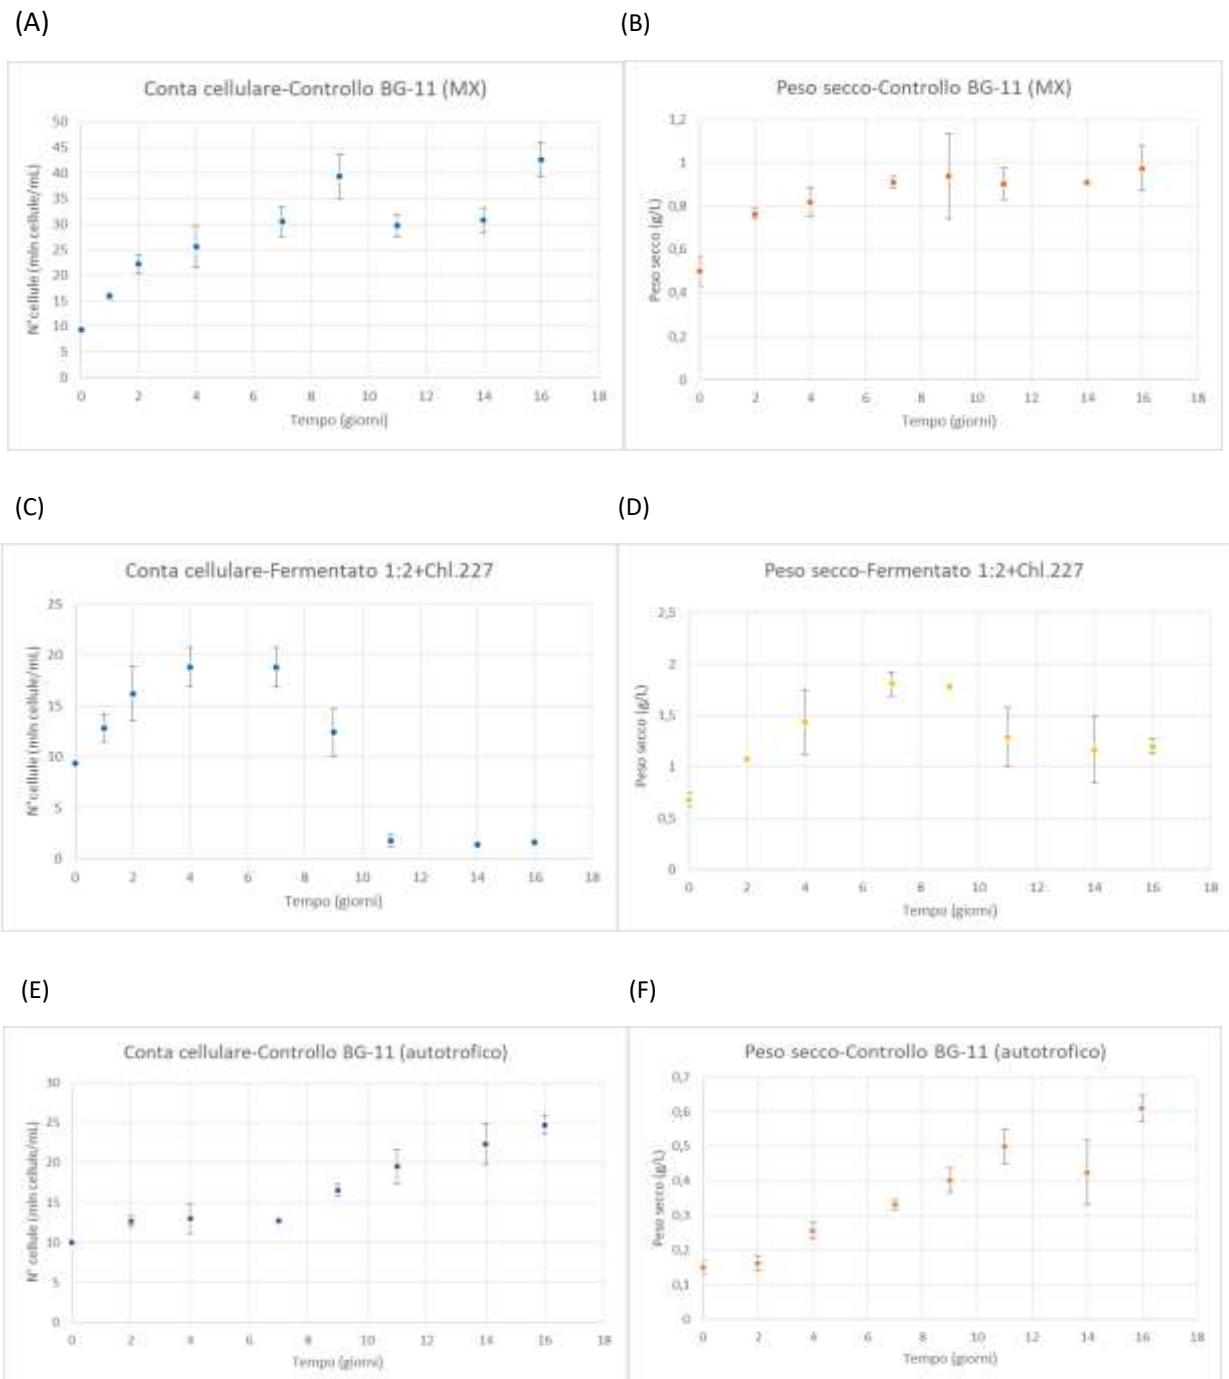 (A)
(B)
Conta cellulare-Controllo BG-11 (MX)
N°cellule (mln cellule/mL)
50
45
40
35
30
25
20
15
10
5
0
0 2 4 6 8 10 12 14 16 18
Tempo (giorni)
Peso secco-Controllo BG-11 (MX)
Peso secco (g/L)
1,2
1
0,8
0,6
0,4
0,2
0
0 2 4 6 8 10 12 14 16 18
Tempo (giorni)
(C)
(D)
Conta cellulare-Fermentato 1:2+Chl.227
N°cellule (mln cellule/mL)
25
20
15
10
5
0
0 2 4 6 8 10 12 14 16 18
Tempo (giorni)
Peso secco-Fermentato 1:2+Chl.227
Peso secco (g/L)
2,5
2
1,5
1
0,5
0
0 2 4 6 8 10 12 14 16 18
Tempo (giorni)
(E)
(F)
Conta cellulare-Controllo BG-11 (autotrofico)
N° cellule (mln cellule/mL)
30
25
20
15
10
5
0
0 2 4 6 8 10 12 14 16 18
Tempo (giorni)
Peso secco-Controllo BG-11 (autotrofico)
Peso secco (g/L)
0,7
0,6
0,5
0,4
0,3
0,2
0,1
0
0 2 4 6 8 10 12 14 16 18
Tempo (giorni)